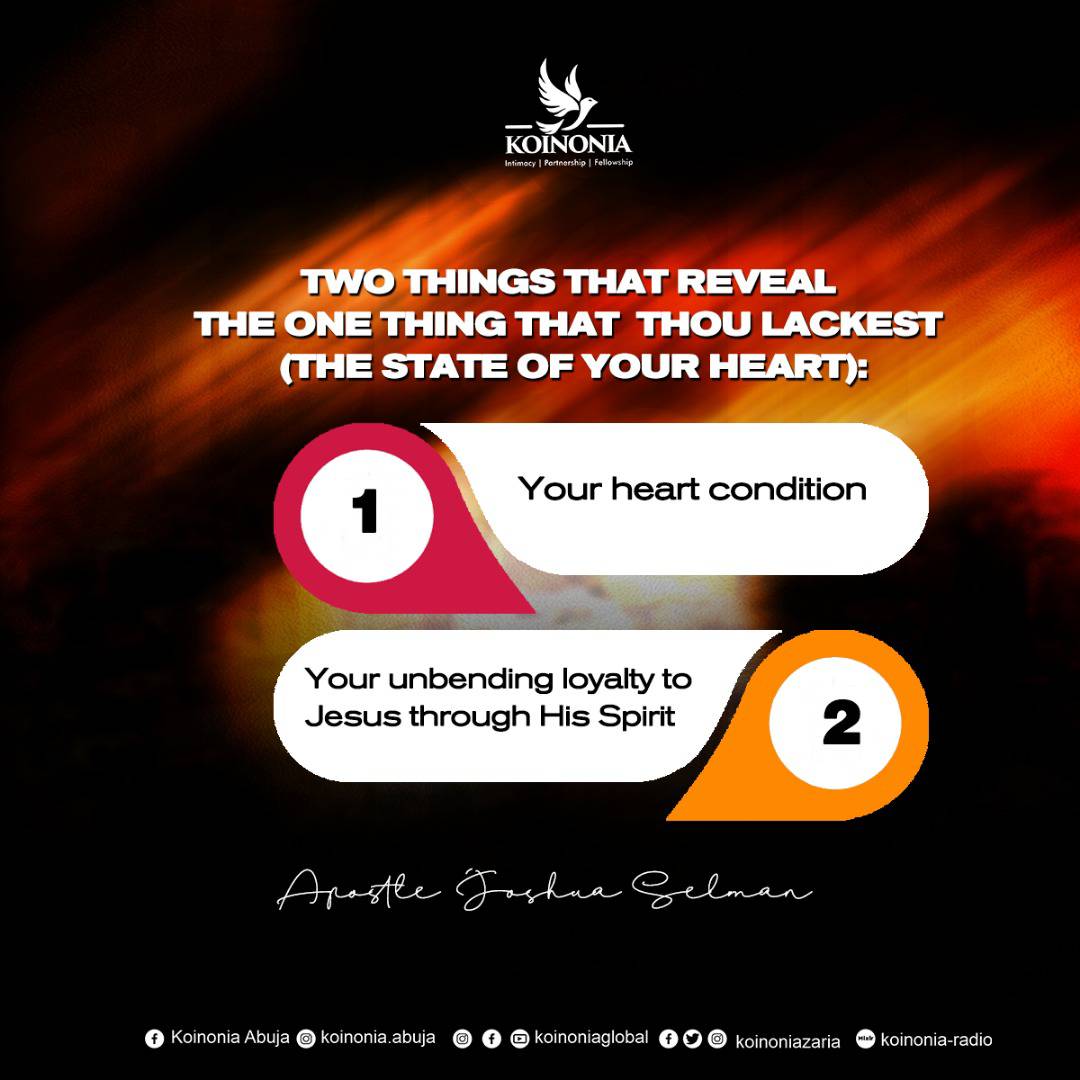 KOINONIA
Intimacy | Partnership | Fellowship
TWO THINGS THAT REVEAL
THE ONE THING THAT THOU LACKEST
(THE STATE OF YOUR HEART):
1
Your heart condition
Your unbending loyalty to
Jesus through His Spirit
2
Apostle Joshua Selman
Koinonia Abuja koinonia.abuja koinoniaglobal koinoniazaria Mixlr koinonia-radio